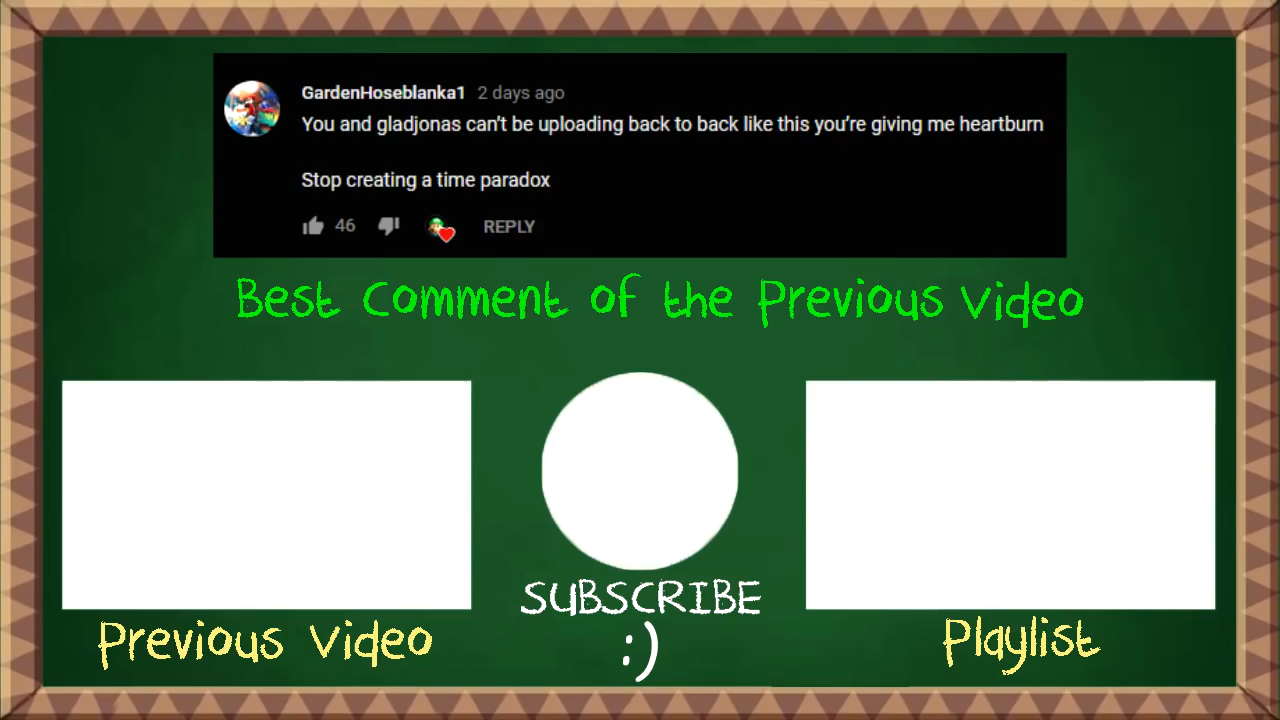 GardenHoseblanka1 2 days ago
You and gladjonas can't be uploading back to back like this you're giving me heartburn
Stop creating a time paradox
46 REPLY
Best Comment of the Previous Video
SUBSCRIBE
:)
Previous Video
Playlist